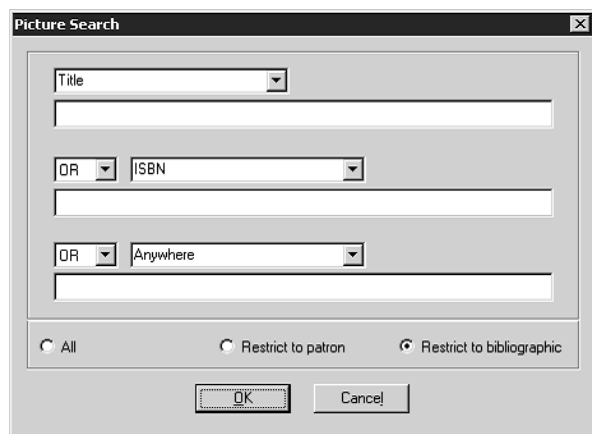 Picture Search
Title
OR ISBN
OR Anywhere
All Restrict to patron Restrict to bibliographic
OK Cancel